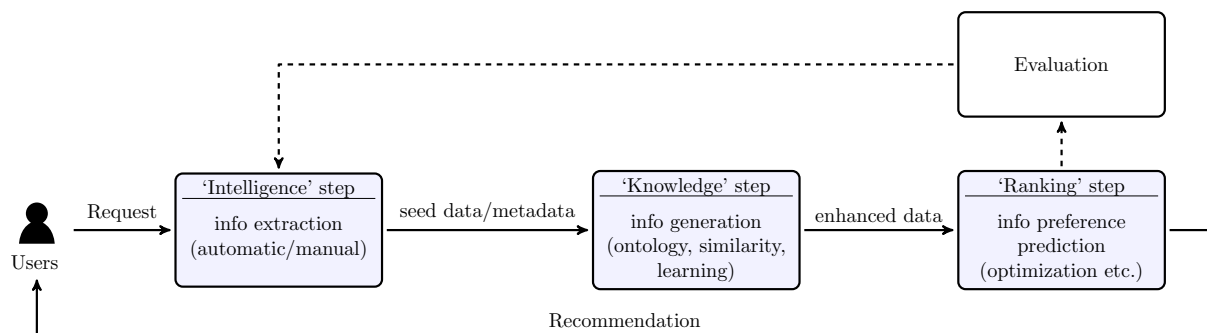 Evaluation
‘Intelligence’ step
info extraction
(automatic/manual)
‘Knowledge’ step
info generation
(ontology, similarity,
learning)
‘Ranking’ step
info preference
prediction
(optimization etc.)
Request
seed data/metadata
enhanced data
Users
Recommendation